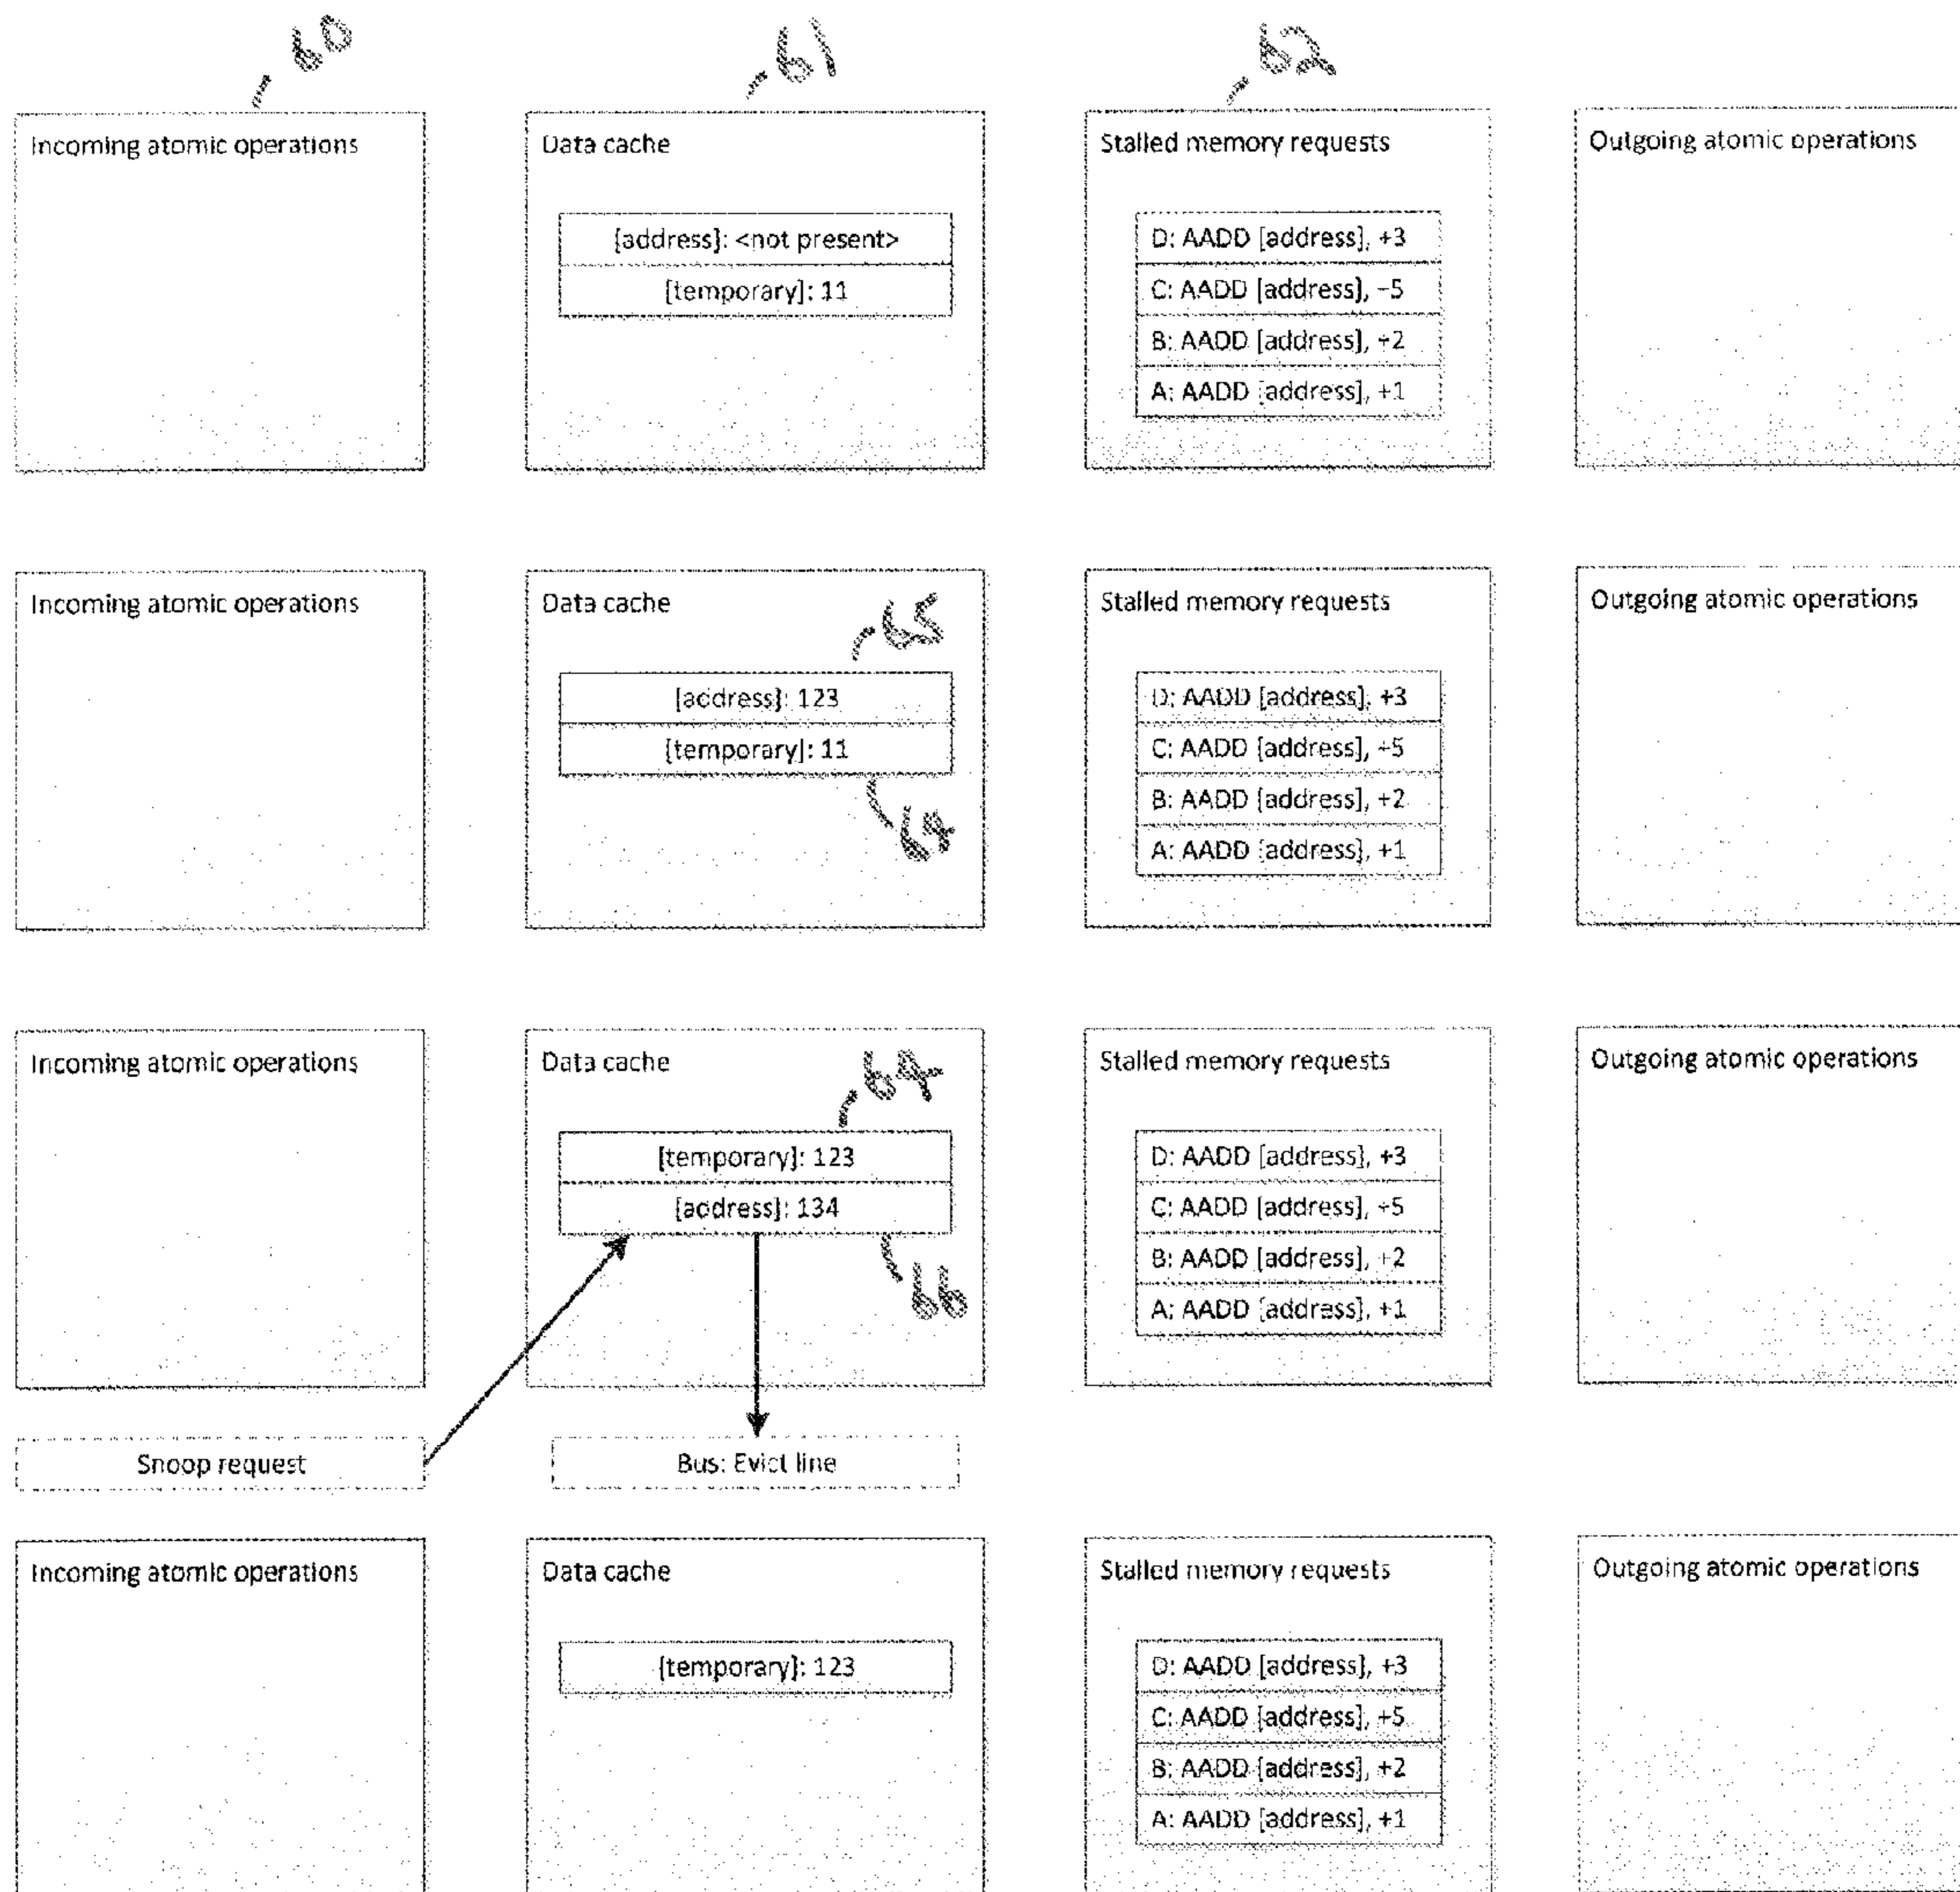 60
61
62
Incoming atomic operations
Data cache
[address]: <not present>
[temporary]: 11
Stalled memory requests
D: AADD [address], +3
C: AADD [address], +5
B: AADD [address], +2
A: AADD [address], +1
Outgoing atomic operations
Incoming atomic operations
Data cache
65
[address]: 123
[temporary]: 11
64
Stalled memory requests
D: AADD [address], +3
C: AADD [address], +5
B: AADD [address], +2
A: AADD [address], +1
Outgoing atomic operations
Incoming atomic operations
Data cache
64
[temporary]: 123
[address]: 134
66
Stalled memory requests
D: AADD [address], +3
C: AADD [address], +5
B: AADD [address], +2
A: AADD [address], +1
Outgoing atomic operations
Snoop request
Bus: Evict line
Incoming atomic operations
Data cache
[temporary]: 123
Stalled memory requests
D: AADD [address], +3
C: AADD [address], +5
B: AADD [address], +2
A: AADD [address], +1
Outgoing atomic operations